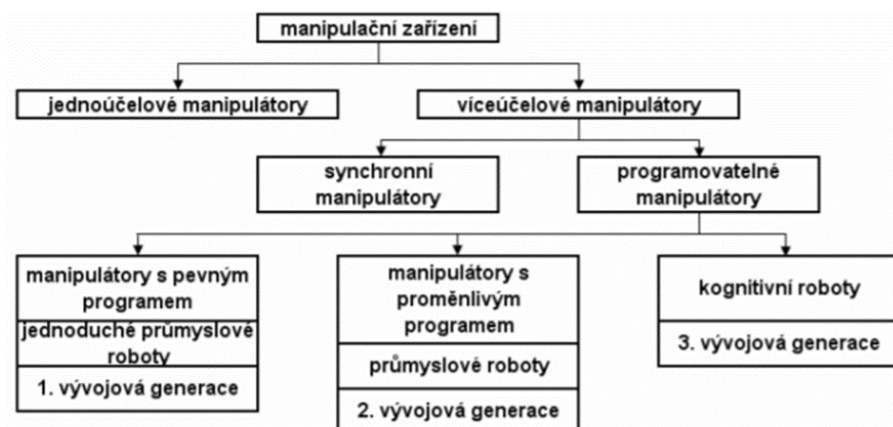 manipulační zařízení
jednoúčelové manipulátory
víceúčelové manipulátory
synchronní
manipulátory
programovatelné
manipulátory
manipulátory s pevným
programem
jednoduché průmyslové
roboty
1. vývojová generace
manipulátory s
proměnlivým
programem
průmyslové roboty
2. vývojová generace
kognitivní roboty
3. vývojová generace